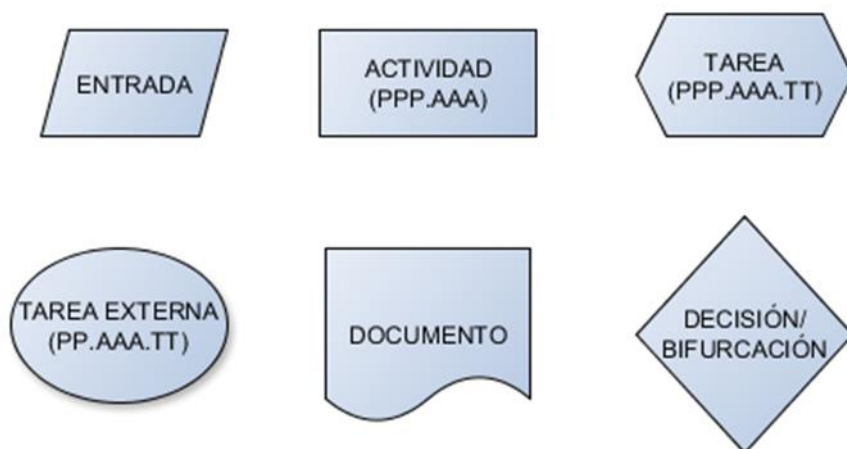 ENTRADA
ACTIVIDAD
(PPP.AAA)
TAREA
(PPP.AAA.TT)
TAREA EXTERNA
(PP.AAA.TT)
DOCUMENTO
DECISIÓN/
BIFURCACIÓN